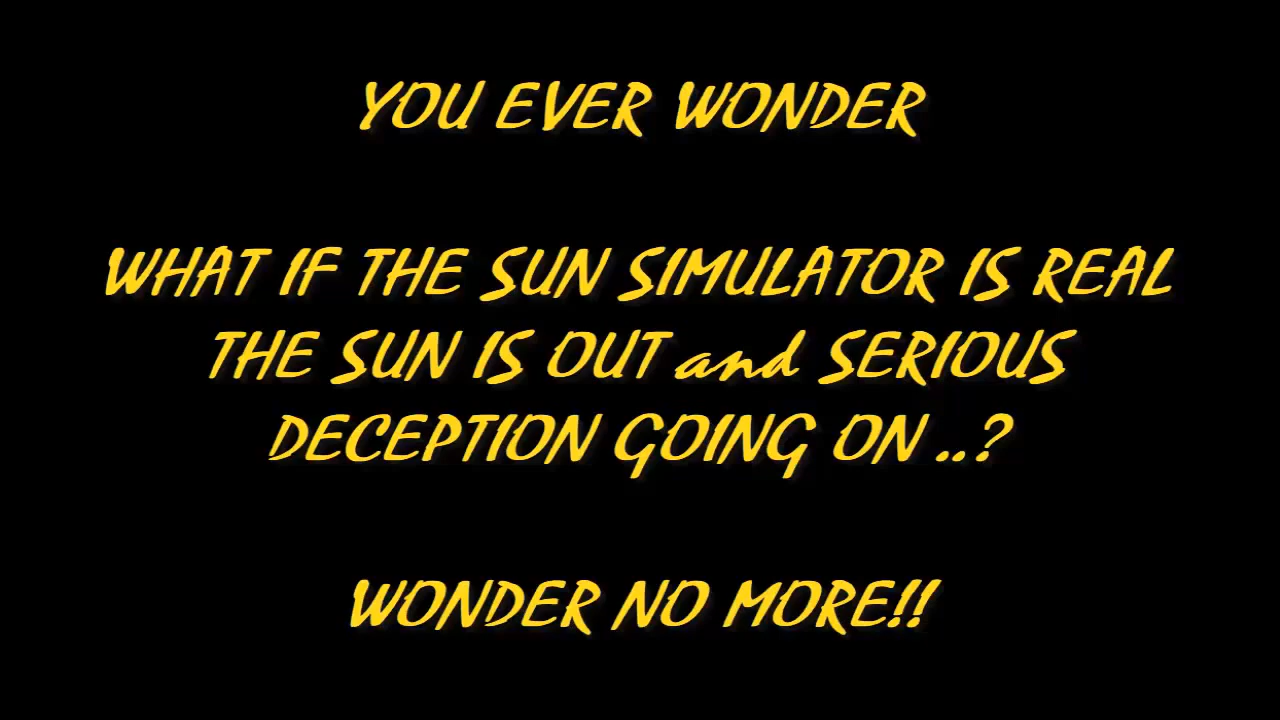 YOU EVER WONDER
WHAT IF THE SUN SIMULATOR IS REAL
THE SUN IS OUT and SERIOUS
DECEPTION GOING ON ..?
WONDER NO MORE!!